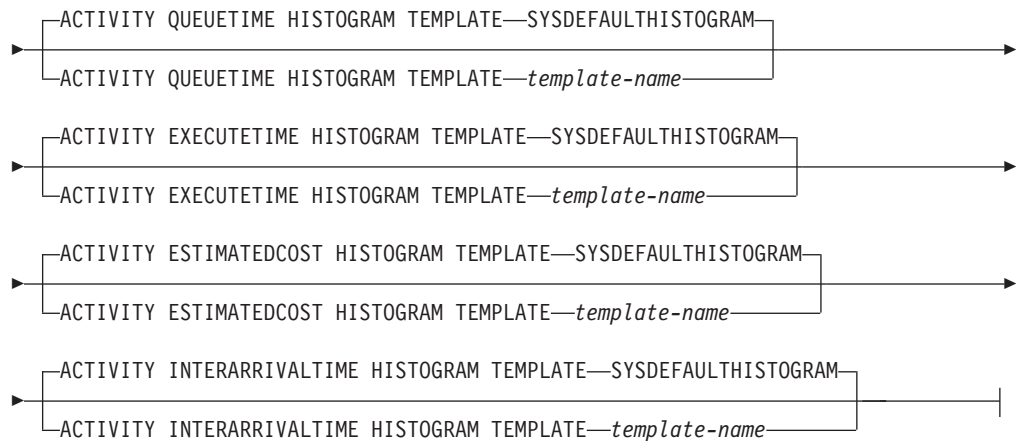 ACTIVITY QUEUETIME HISTOGRAM TEMPLATE—SYSDEFAULTHISTOGRAM
ACTIVITY QUEUETIME HISTOGRAM TEMPLATE—template-name
ACTIVITY EXECUTETIME HISTOGRAM TEMPLATE—SYSDEFAULTHISTOGRAM
ACTIVITY EXECUTETIME HISTOGRAM TEMPLATE—template-name
ACTIVITY ESTIMATEDCOST HISTOGRAM TEMPLATE—SYSDEFAULTHISTOGRAM
ACTIVITY ESTIMATEDCOST HISTOGRAM TEMPLATE—template-name
ACTIVITY INTERARRIVALTIME HISTOGRAM TEMPLATE—SYSDEFAULTHISTOGRAM
ACTIVITY INTERARRIVALTIME HISTOGRAM TEMPLATE—template-name